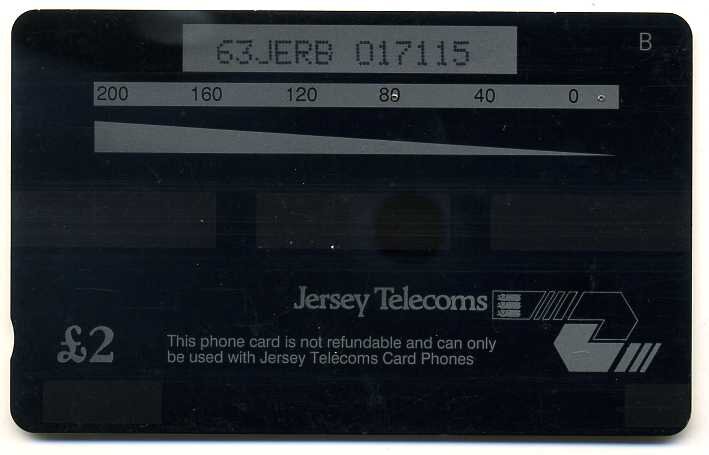 63JERB 017115
B
200 160 120 80 40 0
Jersey Telecoms
£2
This phone card is not refundable and can only
be used with Jersey Telecoms Card Phones